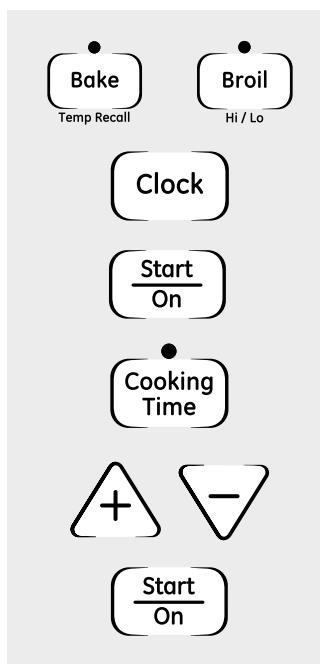 Bake Broil
Temp Recall Hi / Lo
Clock
Start
On
Cooking
Time
+ −
Start
On